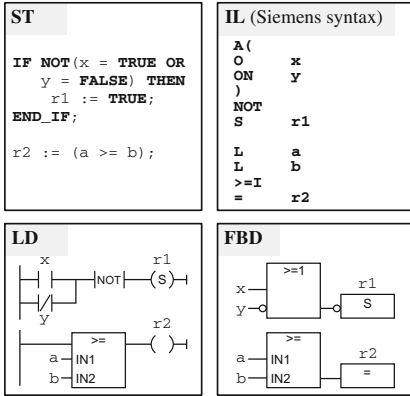 ST
IF NOT(x = TRUE OR
y = FALSE) THEN
r1 := TRUE;
END_IF;
r2 := (a >= b);
IL (Siemens syntax)
A(
O x
ON y
)
NOT
S r1
L a
L b
>=I
= r2
LD
x
r1
NOT
S
y
r2
>=
a IN1
b IN2
FBD
>=1
r1
x
y
S
>=
r2
a IN1
b IN2
=